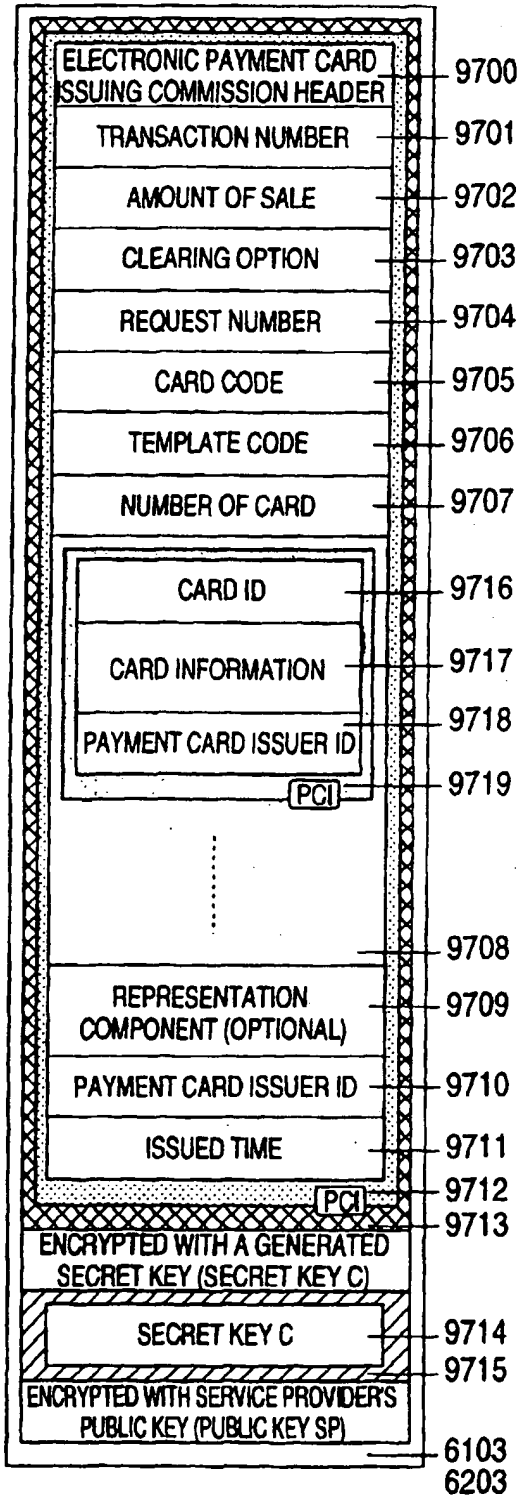 ELECTRONIC PAYMENT CARD
ISSUING COMMISSION HEADER
9700
TRANSACTION NUMBER
9701
AMOUNT OF SALE
9702
CLEARING OPTION
9703
REQUEST NUMBER
9704
CARD CODE
9705
TEMPLATE CODE
9706
NUMBER OF CARD
9707
CARD ID
9716
CARD INFORMATION
9717
PAYMENT CARD ISSUER ID
9718
PCI
9719
9708
REPRESENTATION
COMPONENT (OPTIONAL)
9709
PAYMENT CARD ISSUER ID
9710
ISSUED TIME
9711
PCI
9712
9713
ENCRYPTED WITH A GENERATED
SECRET KEY (SECRET KEY C)
SECRET KEY C
9714
9715
ENCRYPTED WITH SERVICE PROVIDER'S
PUBLIC KEY (PUBLIC KEY SP)
6103
6203